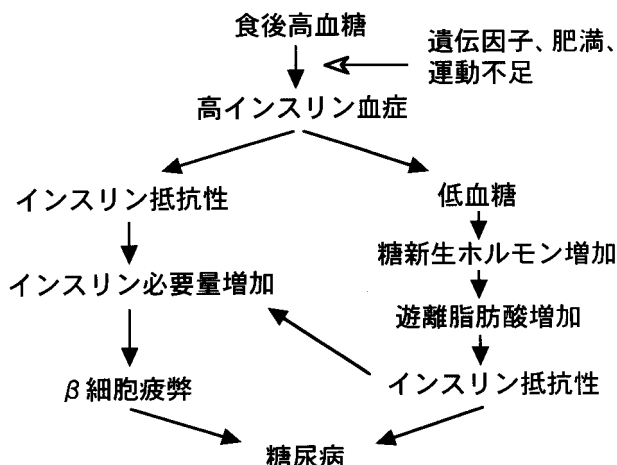 食後高血糖
遺伝因子、肥満、
運動不足
高インスリン血症
インスリン抵抗性
低血糖
糖新生ホルモン増加
インスリン必要量増加
遊離脂肪酸増加
β細胞疲弊
インスリン抵抗性
糖尿病